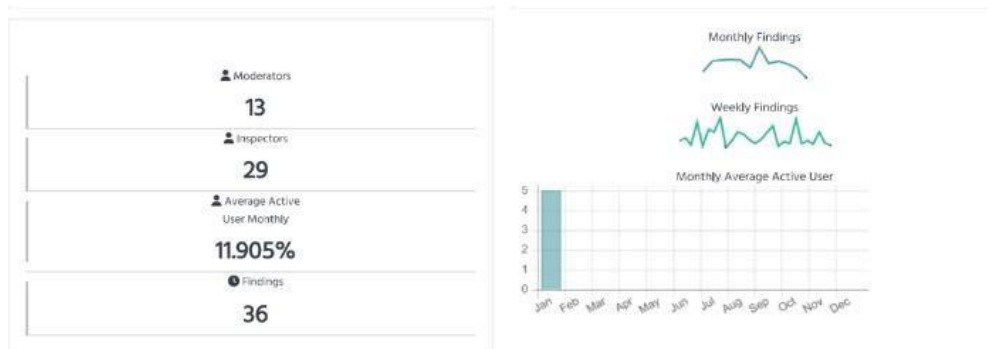 Moderators
13
Inspectors
29
Average Active
User Monthly
11.905%
Findings
36
Monthly Findings
Weekly Findings
Monthly Average Active User
5
4
3
2
1
0
Jan Feb Mar Apr May Jun Jul Aug Sep Oct Nov Dec